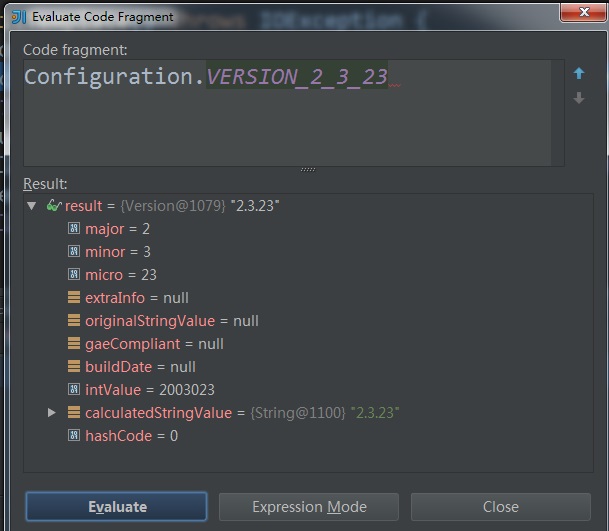 Evaluate Code Fragment
throws IOException {
Code fragment:
Configuration.VERSION_2_3_23
Result:
result = {Version@1079} "2.3.23"
major = 2
minor = 3
micro = 23
extraInfo = null
originalStringValue = null
gaeCompliant = null
buildDate = null
intValue = 2003023
calculatedStringValue = {String@1100} "2.3.23"
hashCode = 0
Evaluate
Expression Mode
Close